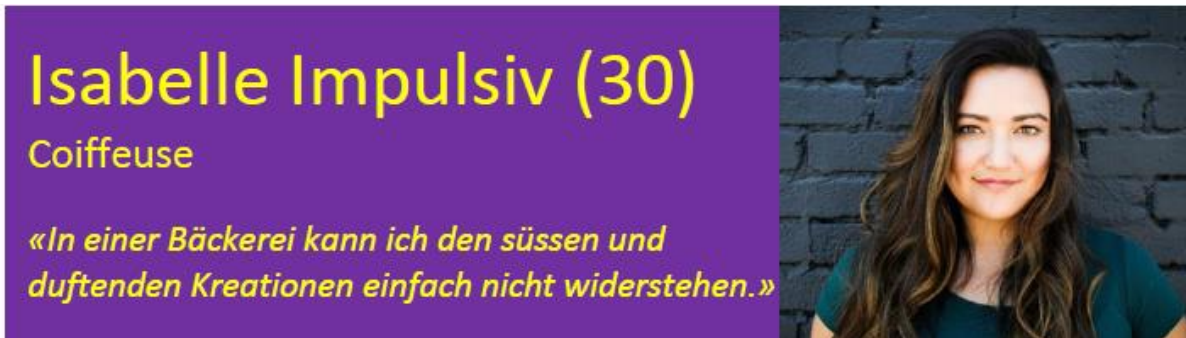 Isabelle Impulsiv (30)
Coiffeuse
«In einer Bäckerei kann ich den süssen und
duftenden Kreationen einfach nicht widerstehen.»